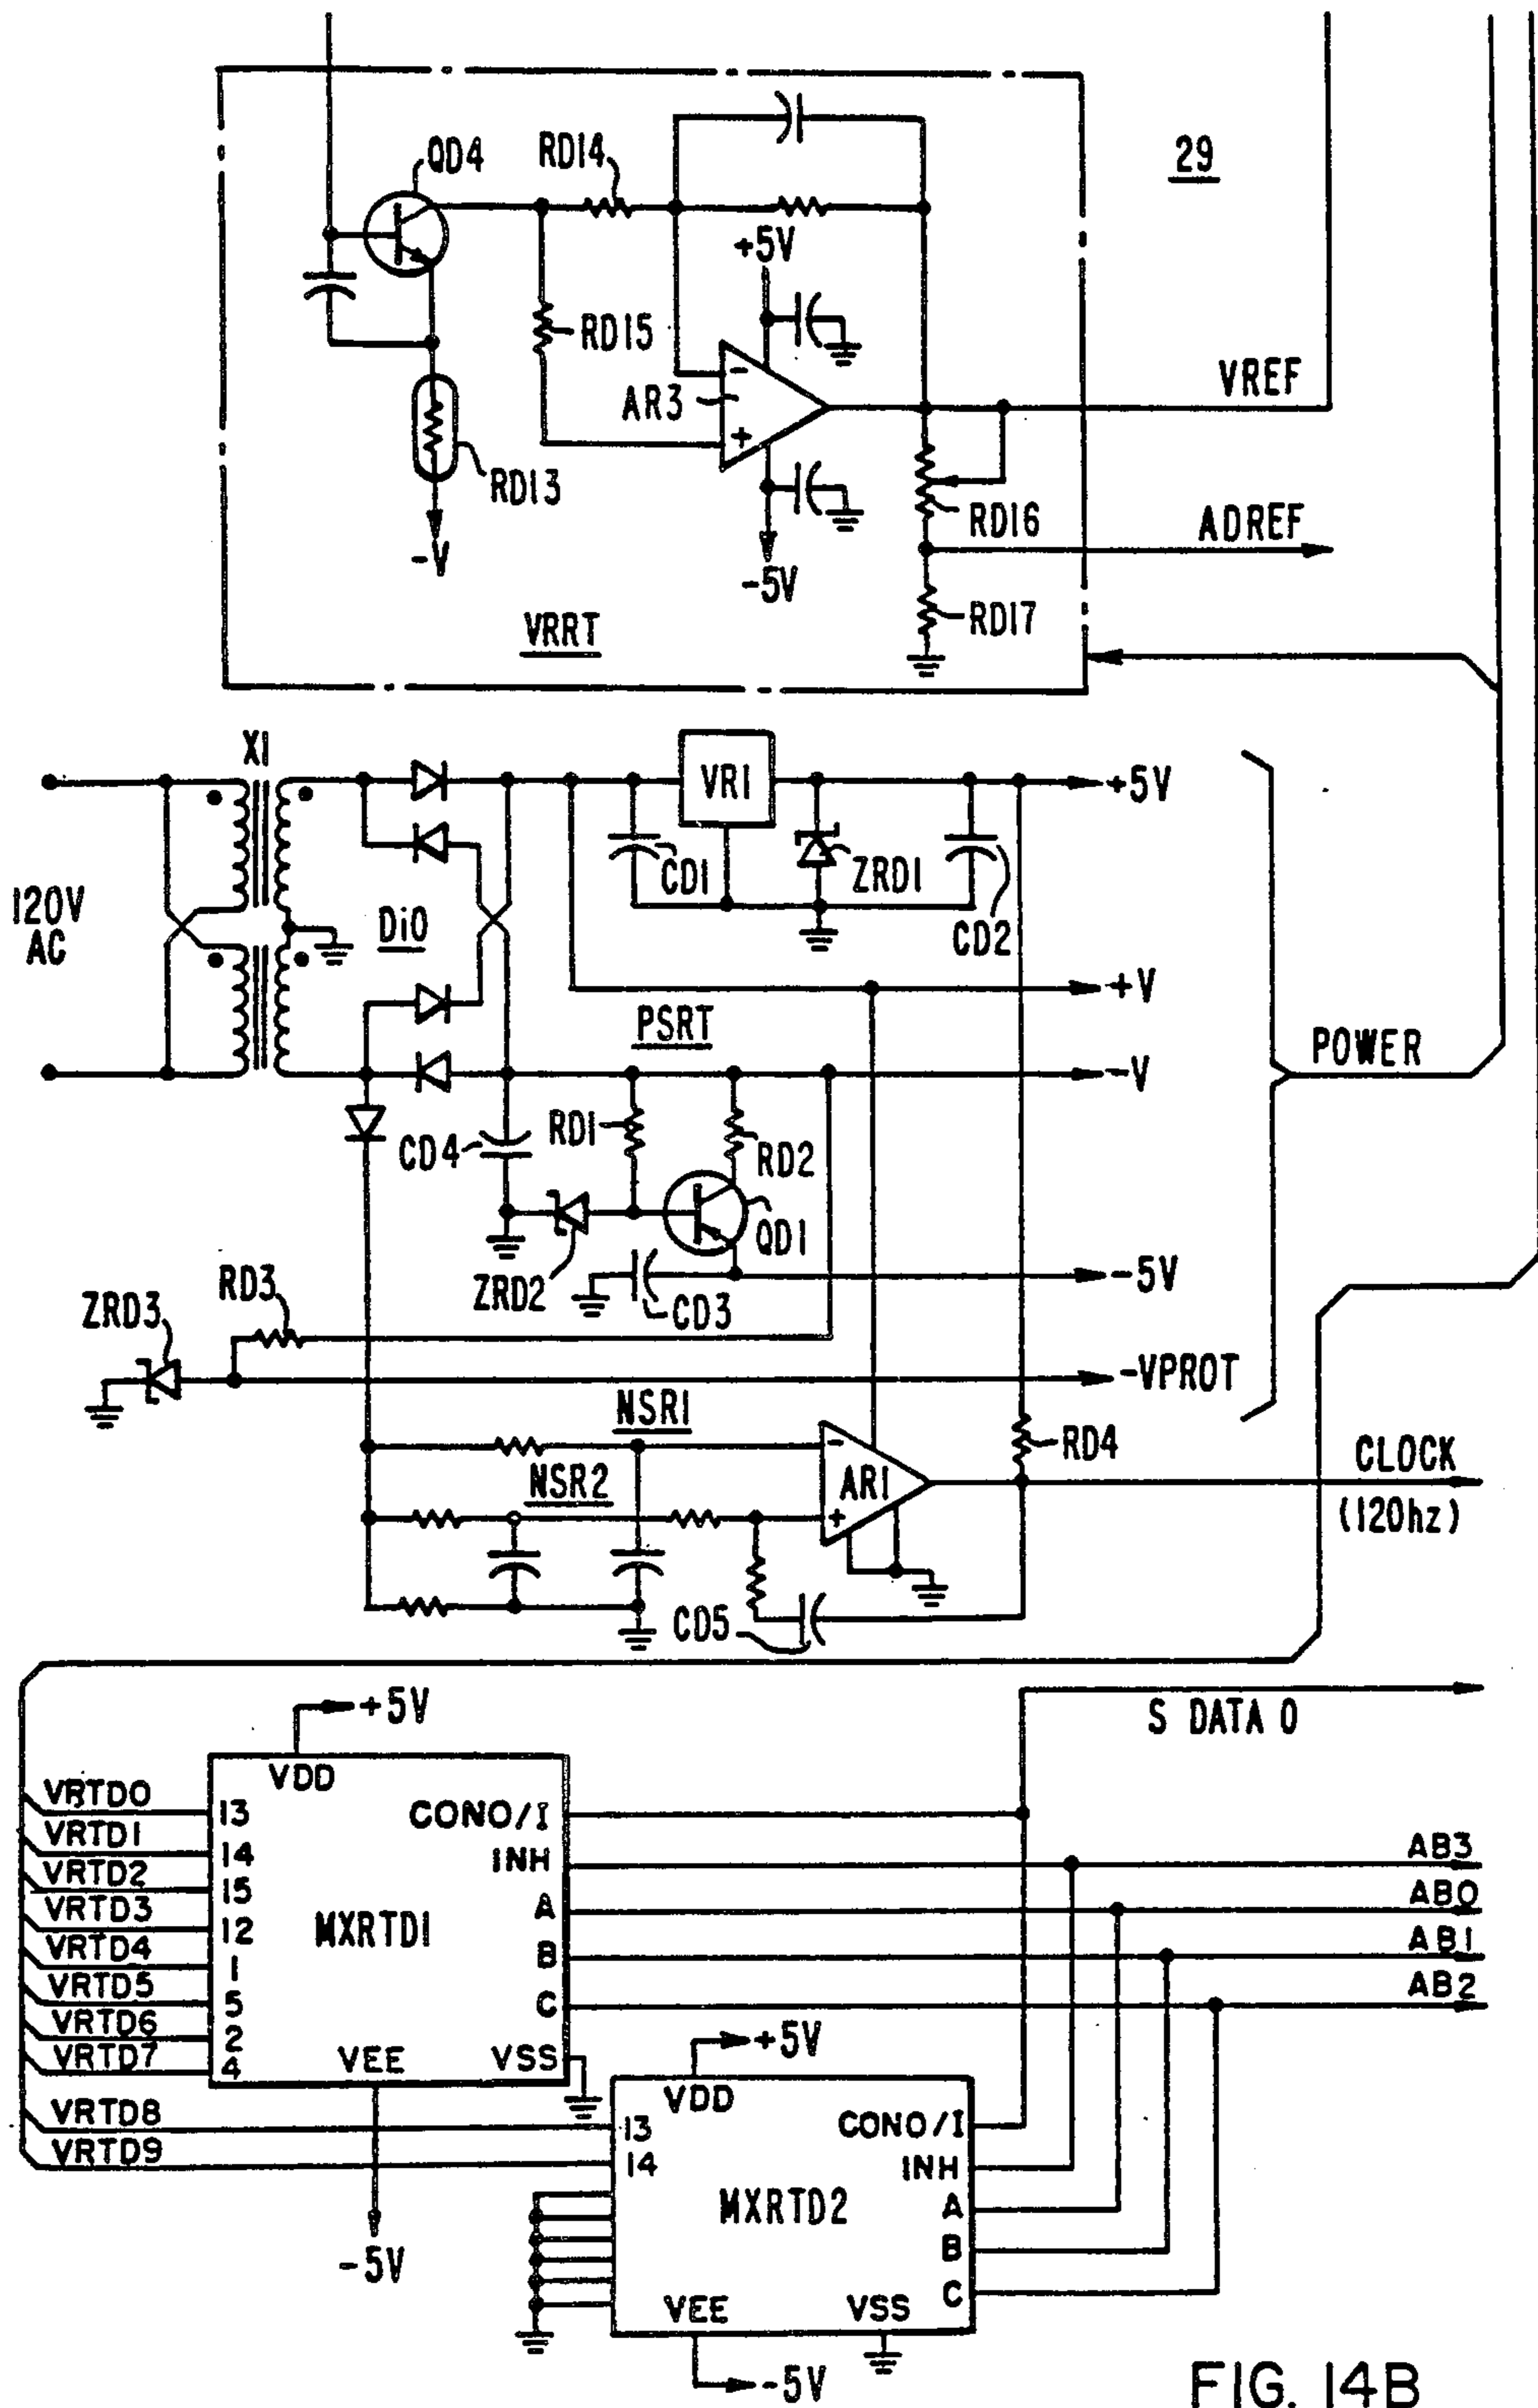 QD4
RD14
29
+5V
RD15
AR3
-
+
VREF
RD13
-V
RD16
ADREF
-5V
RD17
VRRT
X1
VR1
+5V
CD1
ZRD1
CD2
120V
AC
Di0
+V
PSRT
POWER
-V
RD1
RD2
CD4
QD1
ZRD2
CD3
-5V
RD3
ZRD3
-VPROT
NSR1
RD4
-
AR1
+
NSR2
CLOCK
(120hz)
CD5
+5V
S DATA 0
VDD
VRTD0
13
CONO/I
VRTD1
14
INH
AB3
VRTD2
15
VRTD3
12
MXRTD1
A
AB0
VRTD4
1
B
AB1
VRTD5
5
C
AB2
VRTD6
2
VRTD7
4
VEE
VSS
+5V
VDD
VRTD8
13
CONO/I
VRTD9
14
INH
MXRTD2
A
B
C
-5V
VEE
VSS
-5V
FIG. 14B